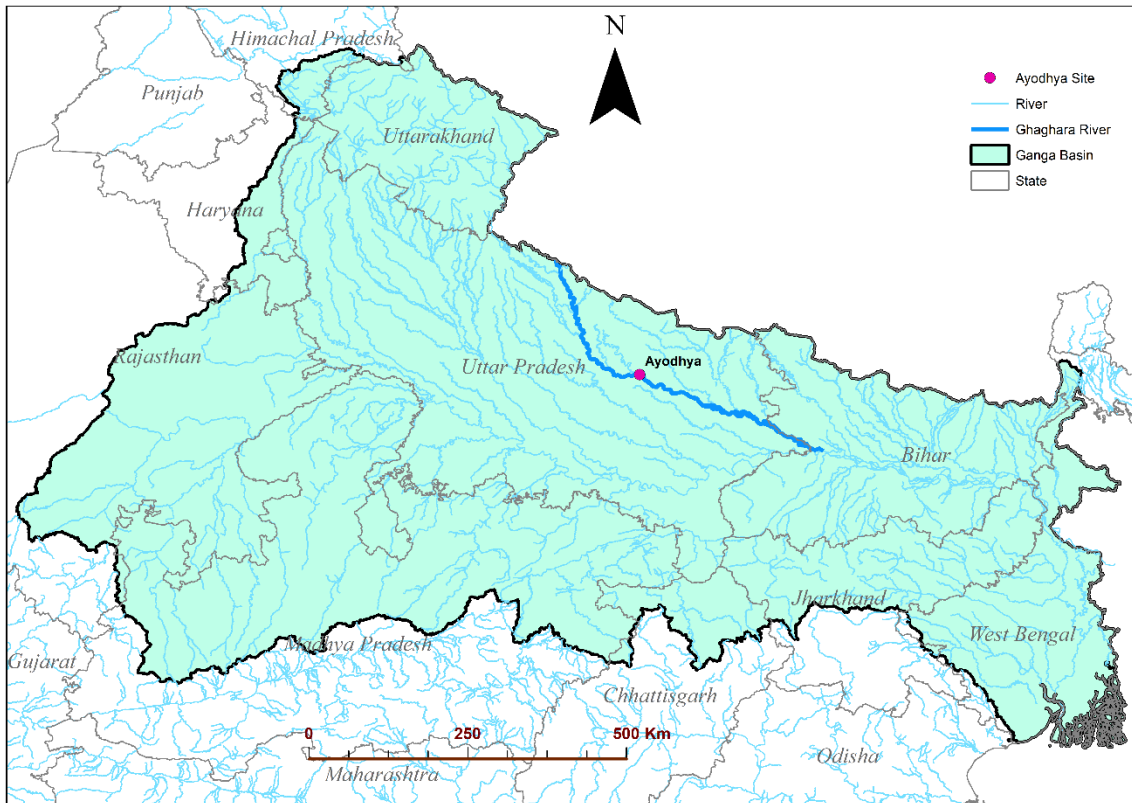 Himachal Pradesh
N
Punjab
Ayodhya Site
River
Ghaghara River
Ganga Basin
State
Uttarakhand
Haryana
Rajasthan
Uttar Pradesh
Ayodhya
Bihar
Jharkhand
West Bengal
Madhya Pradesh
Gujarat
Chhattisgarh
0 250 500 Km
Maharashtra
Odisha